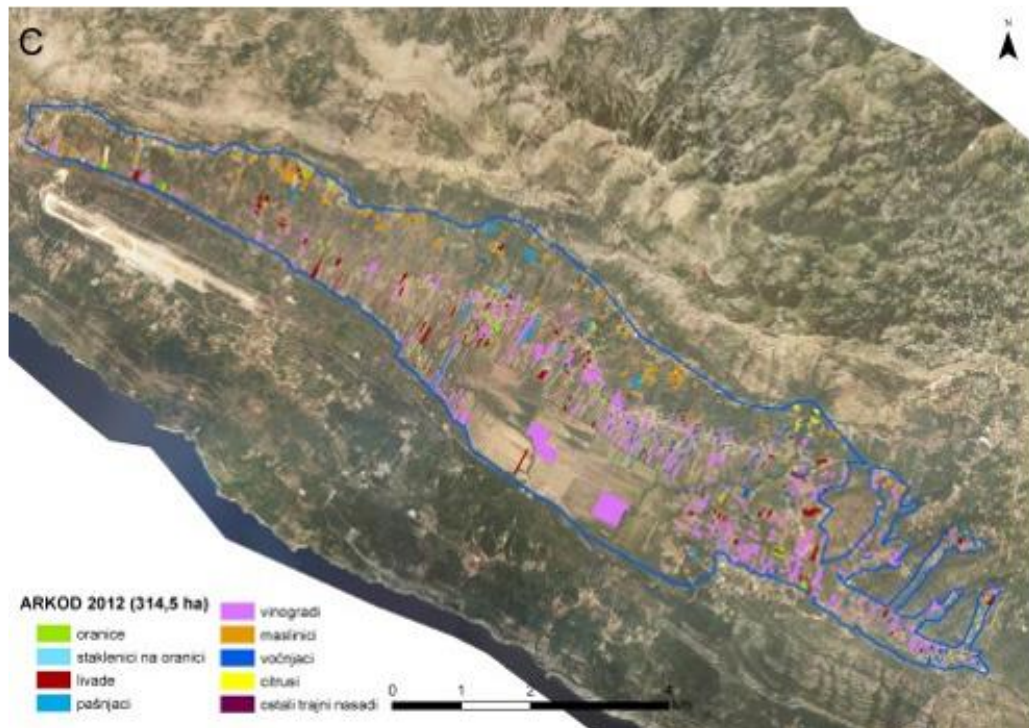 C
N
ARKOD 2012 (314,5 ha)
oranice
staklenici na oranici
livade
pašnjaci
vinogradi
maslinici
voćnjaci
citrusi
ostali trajni nasadi
0 1 2 4